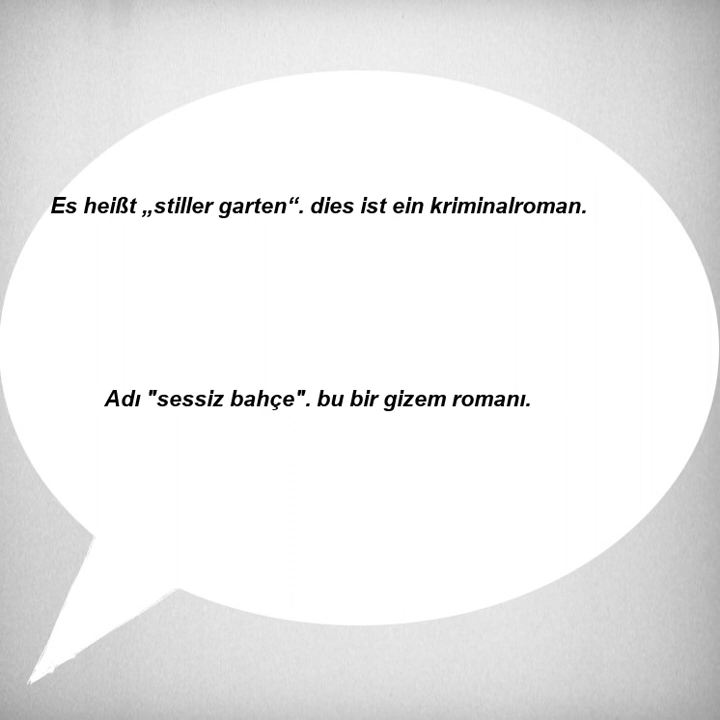 Es heißt „stiller garten“. dies ist ein kriminalroman.
Adı "sessiz bahçe". bu bir gizem romanı.